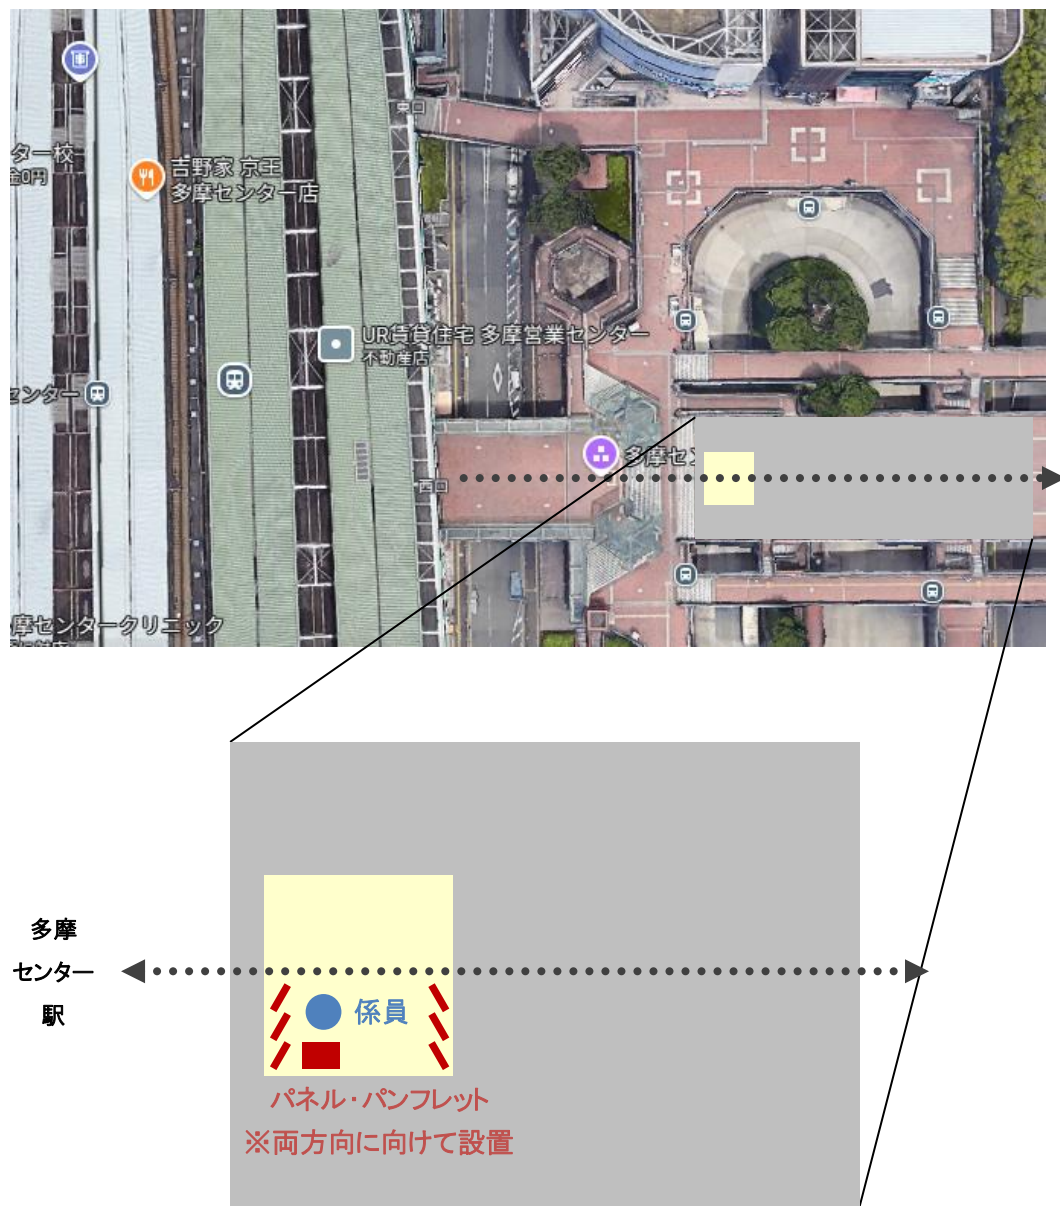 ター校
金0円
吉野家 京王
多摩センター店
東口
UR賃貸住宅 多摩営業センター
不動産店
センター
多摩セン
西口
摩センタークリニック
多摩
センター
駅
係員
パネル・パンフレット
※両方向に向けて設置